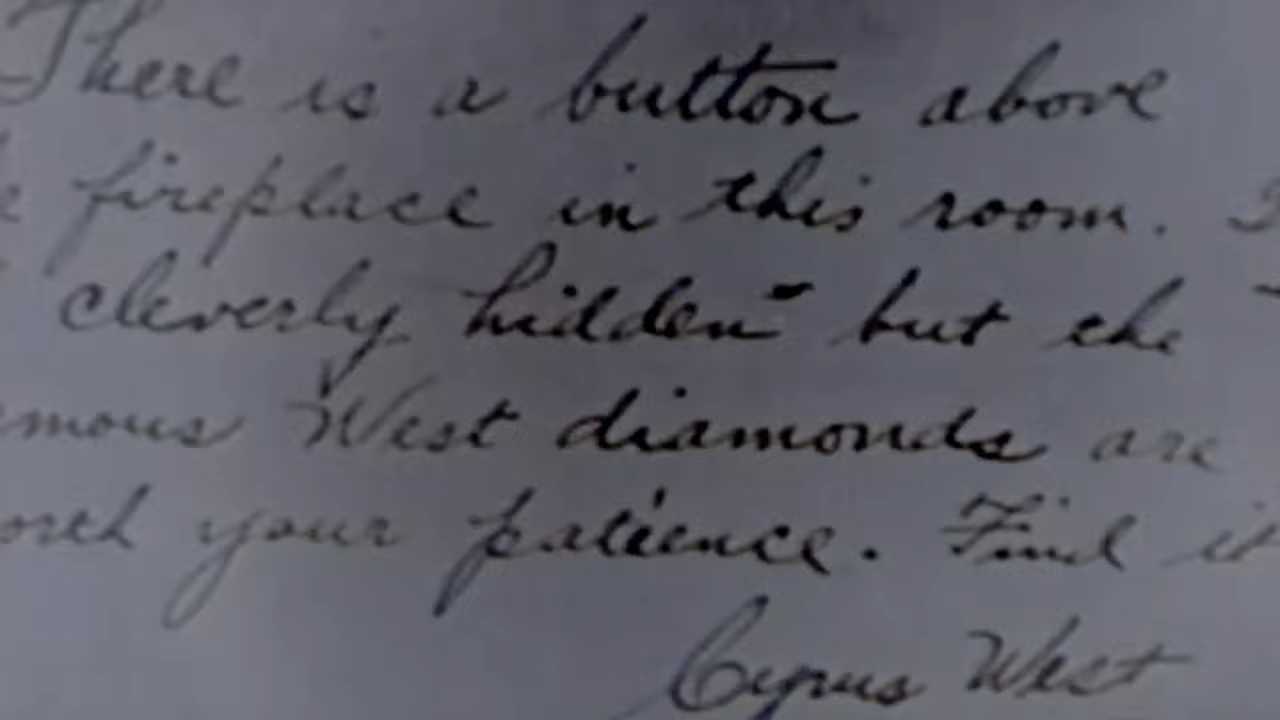 There is a button above
fireplace in this room.
cleverly hidden - but the
West diamonds are
your patience. Find it
Cyrus West